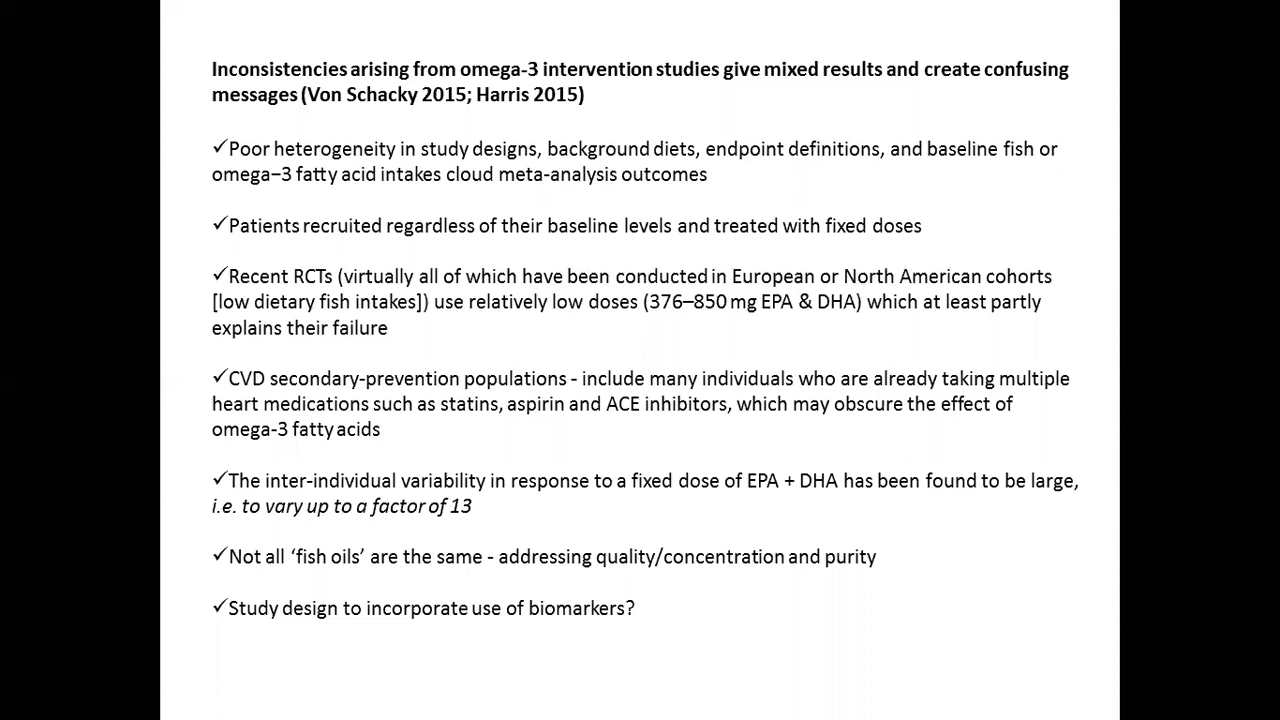 Inconsistencies arising from omega-3 intervention studies give mixed results and create confusing
messages (Von Schacky 2015; Harris 2015)
✓Poor heterogeneity in study designs, background diets, endpoint definitions, and baseline fish or
omega−3 fatty acid intakes cloud meta-analysis outcomes
✓Patients recruited regardless of their baseline levels and treated with fixed doses
✓Recent RCTs (virtually all of which have been conducted in European or North American cohorts
[low dietary fish intakes]) use relatively low doses (376–850 mg EPA & DHA) which at least partly
explains their failure
✓CVD secondary-prevention populations - include many individuals who are already taking multiple
heart medications such as statins, aspirin and ACE inhibitors, which may obscure the effect of
omega-3 fatty acids
✓The inter-individual variability in response to a fixed dose of EPA + DHA has been found to be large,
i.e. to vary up to a factor of 13
✓Not all ‘fish oils’ are the same - addressing quality/concentration and purity
✓Study design to incorporate use of biomarkers?